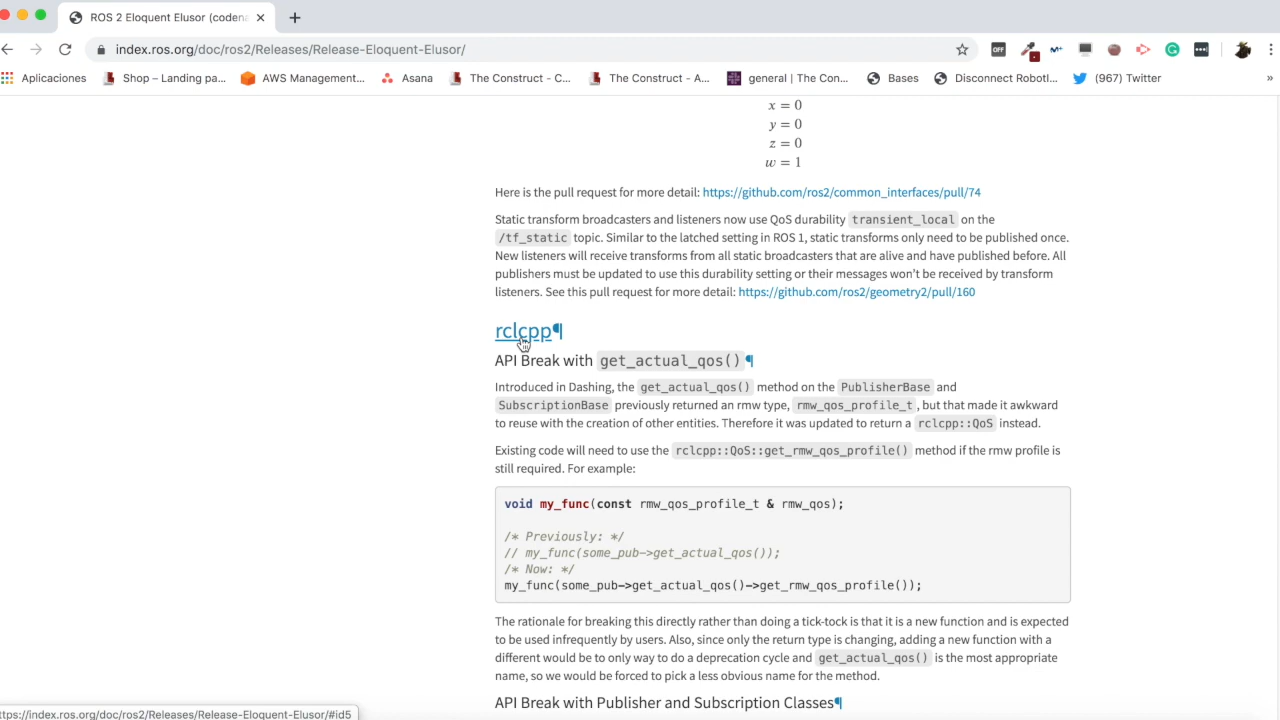 ROS 2 Eloquent Elusor (codena
index.ros.org/doc/ros2/Releases/Release-Eloquent-Elusor/
OFF
Aplicaciones Shop – Landing pa... AWS Management... Asana The Construct - C... The Construct - A... general | The Con... Bases Disconnect RobotI... (967) Twitter »
x = 0
y = 0
z = 0
w = 1
Here is the pull request for more detail: https://github.com/ros2/common_interfaces/pull/74
Static transform broadcasters and listeners now use QoS durability transient_local on the
/tf_static topic. Similar to the latched setting in ROS 1, static transforms only need to be published once.
New listeners will receive transforms from all static broadcasters that are alive and have published before. All
publishers must be updated to use this durability setting or their messages won’t be received by transform
listeners. See this pull request for more detail: https://github.com/ros2/geometry2/pull/160
rclcpp¶
API Break with get_actual_qos() ¶
Introduced in Dashing, the get_actual_qos() method on the PublisherBase and
SubscriptionBase previously returned an rmw type, rmw_qos_profile_t, but that made it awkward
to reuse with the creation of other entities. Therefore it was updated to return a rclcpp::QoS instead.
Existing code will need to use the rclcpp::QoS::get_rmw_qos_profile() method if the rmw profile is
still required. For example:
void my_func(const rmw_qos_profile_t & rmw_qos);
/* Previously: */
// my_func(some_pub->get_actual_qos());
/* Now: */
my_func(some_pub->get_actual_qos()->get_rmw_qos_profile());
The rationale for breaking this directly rather than doing a tick-tock is that it is a new function and is expected
to be used infrequently by users. Also, since only the return type is changing, adding a new function with a
different would be to only way to do a deprecation cycle and get_actual_qos() is the most appropriate
name, so we would be forced to pick a less obvious name for the method.
API Break with Publisher and Subscription Classes¶
ttps://index.ros.org/doc/ros2/Releases/Release-Eloquent-Elusor/#id5